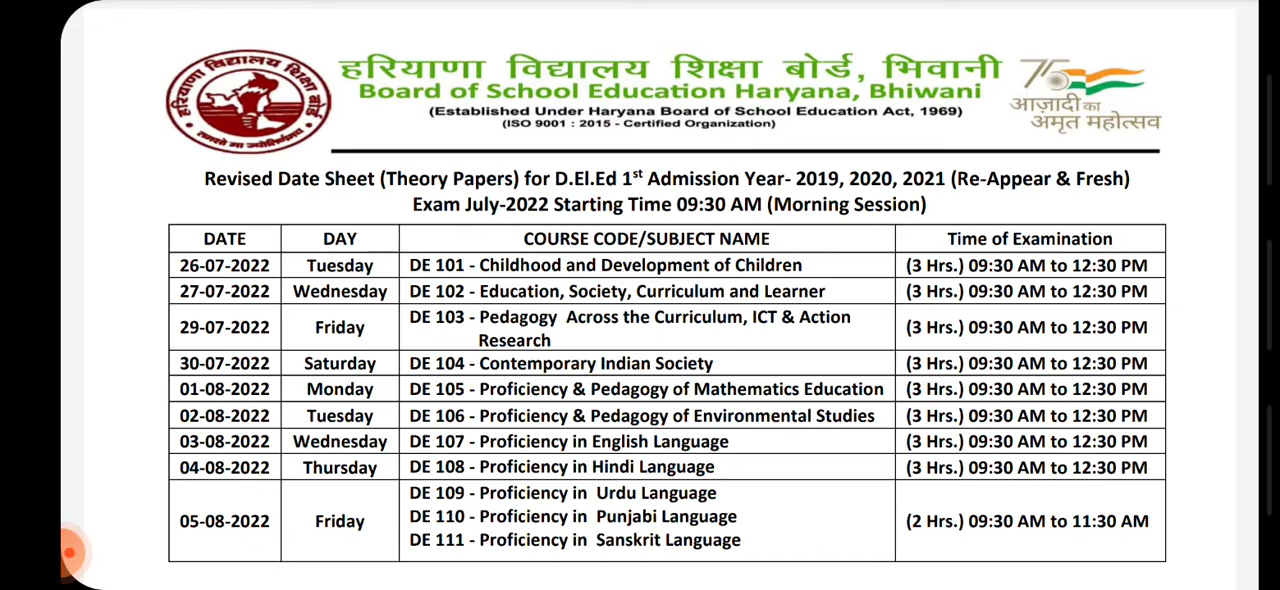 हरियाणा विद्यालय शिक्षा बोर्ड
हरियाणा विद्यालय शिक्षा बोर्ड, भिवानी
Board of School Education Haryana, Bhiwani
(Established Under Haryana Board of School Education Act, 1969)
(ISO 9001 : 2015 - Certified Organization)
75
आज़ादी का
अमृत महोत्सव
Revised Date Sheet (Theory Papers) for D.El.Ed 1st Admission Year- 2019, 2020, 2021 (Re-Appear & Fresh)
Exam July-2022 Starting Time 09:30 AM (Morning Session)
DATE DAY COURSE CODE/SUBJECT NAME Time of Examination
26-07-2022 Tuesday DE 101 - Childhood and Development of Children (3 Hrs.) 09:30 AM to 12:30 PM
27-07-2022 Wednesday DE 102 - Education, Society, Curriculum and Learner (3 Hrs.) 09:30 AM to 12:30 PM
29-07-2022 Friday DE 103 - Pedagogy Across the Curriculum, ICT & Action (3 Hrs.) 09:30 AM to 12:30 PM
Research
30-07-2022 Saturday DE 104 - Contemporary Indian Society (3 Hrs.) 09:30 AM to 12:30 PM
01-08-2022 Monday DE 105 - Proficiency & Pedagogy of Mathematics Education (3 Hrs.) 09:30 AM to 12:30 PM
02-08-2022 Tuesday DE 106 - Proficiency & Pedagogy of Environmental Studies (3 Hrs.) 09:30 AM to 12:30 PM
03-08-2022 Wednesday DE 107 - Proficiency in English Language (3 Hrs.) 09:30 AM to 12:30 PM
04-08-2022 Thursday DE 108 - Proficiency in Hindi Language (3 Hrs.) 09:30 AM to 12:30 PM
DE 109 - Proficiency in Urdu Language
05-08-2022 Friday DE 110 - Proficiency in Punjabi Language (2 Hrs.) 09:30 AM to 11:30 AM
DE 111 - Proficiency in Sanskrit Language